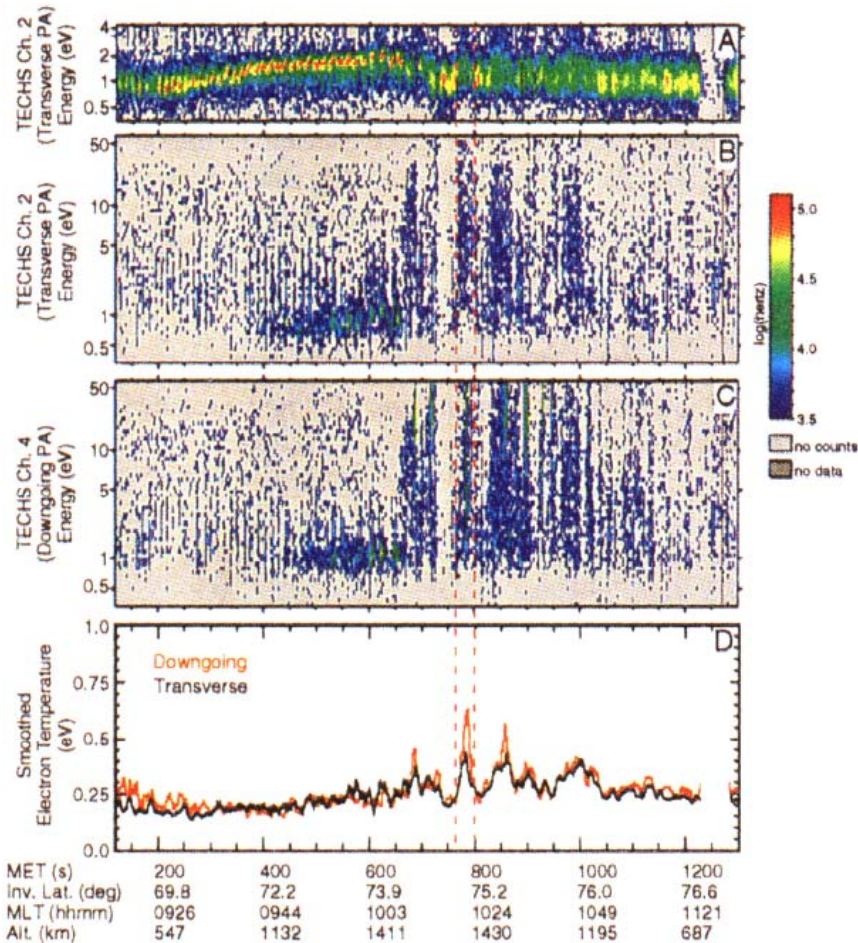 TECHS Ch. 2
(Transverse PA)
Energy (eV)
4
2
1
0.5
A
TECHS Ch. 2
(Transverse PA)
Energy (eV)
50
10
5
1
0.5
B
TECHS Ch. 4
(Downgoing PA)
Energy (eV)
50
10
5
1
0.5
C
5.0
4.5
4.0
3.5
log(hertz)
no counts
no data
Smoothed
Electron Temperature
(eV)
1.0
0.75
0.5
0.25
0.0
D
Downgoing
Transverse
MET (s) 200 400 600 800 1000 1200
Inv. Lat. (deg) 69.8 72.2 73.9 75.2 76.0 76.6
MLT (hhmm) 0926 0944 1003 1024 1049 1121
Alt. (km) 547 1132 1411 1430 1195 687